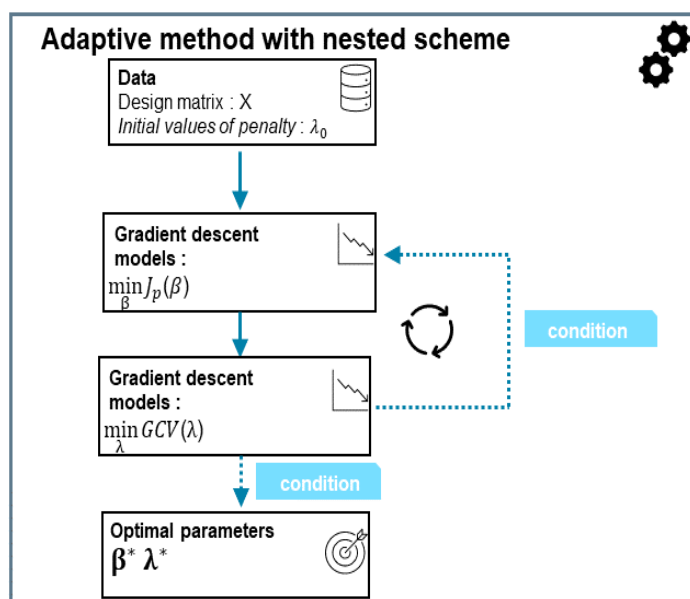 Adaptive method with nested scheme
Data
Design matrix : X
Initial values of penalty : λ₀
Gradient descent
models :
min J_p(β)
β
condition
Gradient descent
models :
min GCV(λ)
λ
condition
Optimal parameters
β* λ*